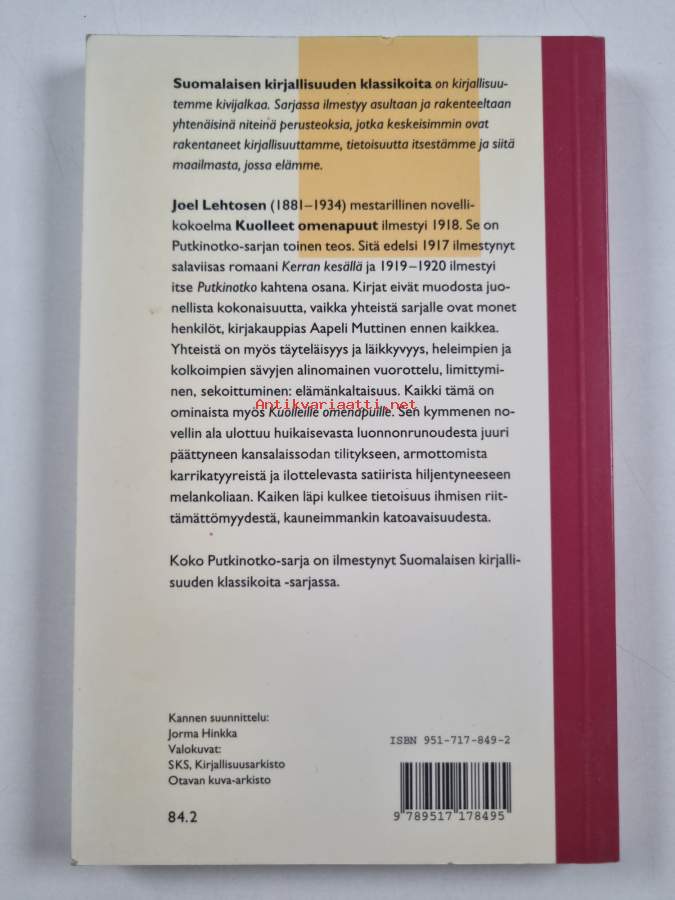 Suomalaisen kirjallisuuden klassikoita on kirjallisuu-
temme kivijalkaa. Sarjassa ilmestyy asultaan ja rakenteeltaan
yhtenäisinä niteinä perusteoksia, jotka keskeisimmin ovat
rakentaneet kirjallisuuttamme, tietoisuutta itsestämme ja siitä
maailmasta, jossa elämme.
Joel Lehtosen (1881–1934) mestarillinen novelli-
kokoelma Kuolleet omenapuut ilmestyi 1918. Se on
Putkinotko-sarjan toinen teos. Sitä edelsi 1917 ilmestynyt
salaviisas romaani Kerran kesällä ja 1919–1920 ilmestyi
itse Putkinotko kahtena osana. Kirjat eivät muodosta juo-
nellista kokonaisuutta, vaikka yhteistä sarjalle ovat monet
henkilöt, kirjakauppias Aapeli Muttinen ennen kaikkea.
Yhteistä on myös täyteläisyys ja läikkyvyys, heleimpien ja
kolkoimpien sävyjen alinomainen vuorottelu, limittymi-
nen, sekoittuminen: elämänkaltaisuus. Kaikki tämä on
Antikvariaatti.net
ominaista myös Kuolleille omenapuille. Sen kymmenen no-
vellin ala ulottuu huikaisevasta luonnonrunoudesta juuri
päättyneen kansalaissodan tilitykseen, armottomista
karrikatyyreistä ja ilottelevasta satiirista hiljentyneeseen
melankoliaan. Kaiken läpi kulkee tietoisuus ihmisen riit-
tämättömyydestä, kauneimmankin katoavaisuudesta.
Koko Putkinotko-sarja on ilmestynyt Suomalaisen kirjalli-
suuden klassikoita -sarjassa.
Kannen suunnittelu:
Jorma Hinkka
Valokuvat:
SKS, Kirjallisuusarkisto
Otavan kuva-arkisto
84.2
ISBN 951-717-849-2
9 789517 178495